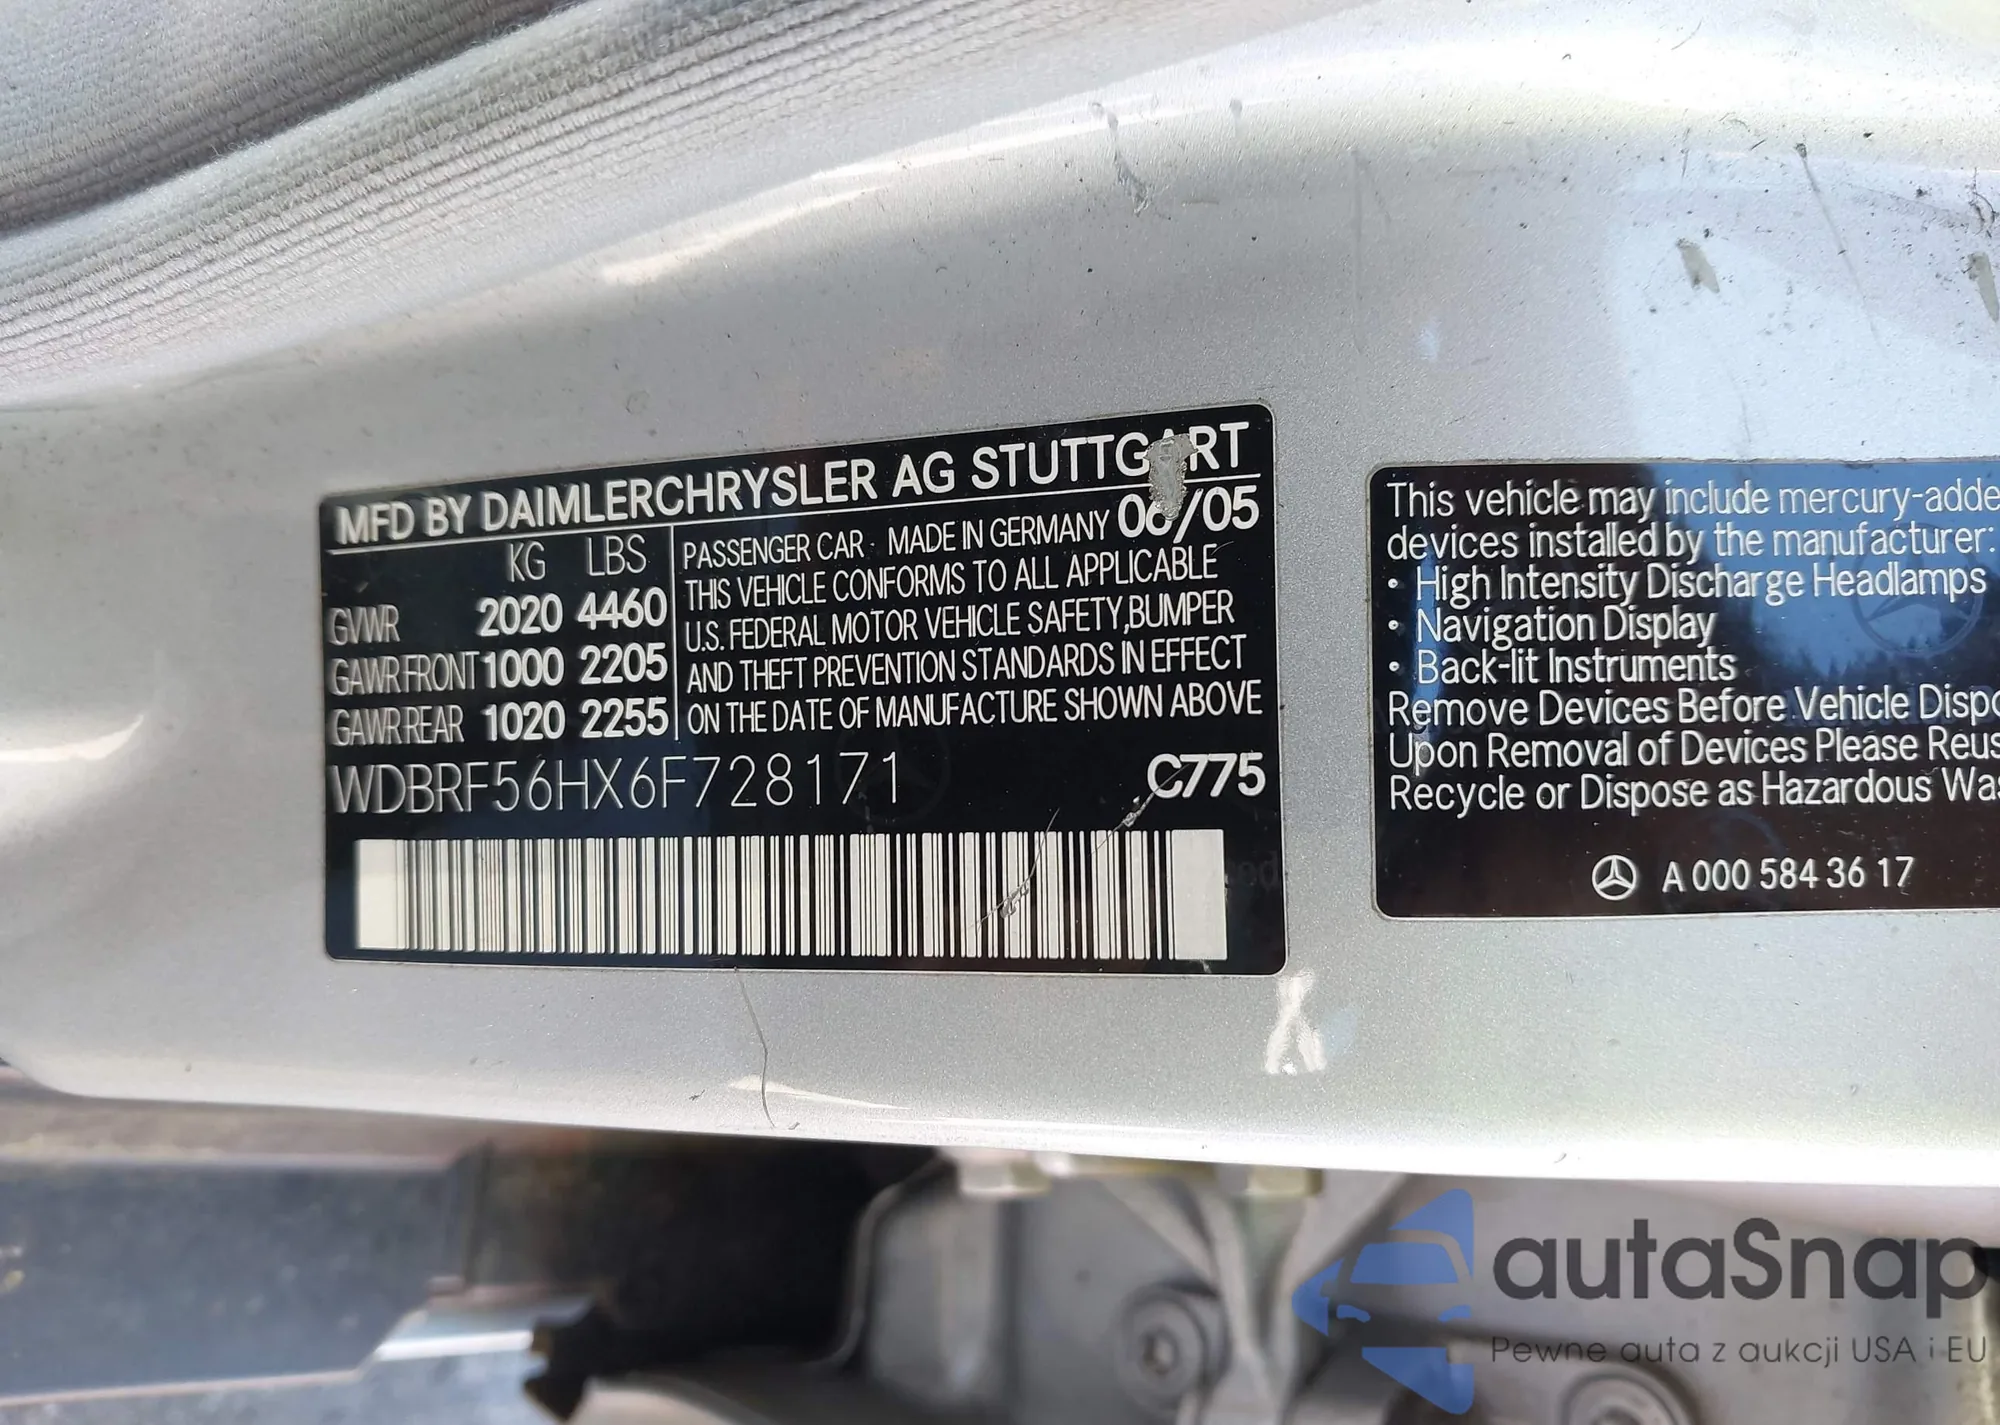 MFD BY DAIMLERCHRYSLER AG STUTTGART
KG LBS
GVWR 2020 4460
GAWR FRONT 1000 2205
GAWR REAR 1020 2255
PASSENGER CAR - MADE IN GERMANY 06/05
THIS VEHICLE CONFORMS TO ALL APPLICABLE
U.S. FEDERAL MOTOR VEHICLE SAFETY, BUMPER
AND THEFT PREVENTION STANDARDS IN EFFECT
ON THE DATE OF MANUFACTURE SHOWN ABOVE
WDBRF56HX6F728171 C775
This vehicle may include mercury-adde
devices installed by the manufacturer:
• High Intensity Discharge Headlamps
• Navigation Display
• Back-lit Instruments
Remove Devices Before Vehicle Dispo
Upon Removal of Devices Please Reus
Recycle or Dispose as Hazardous Was
A 000 584 36 17
autaSnap
Pewne auta z aukcji USA i EU